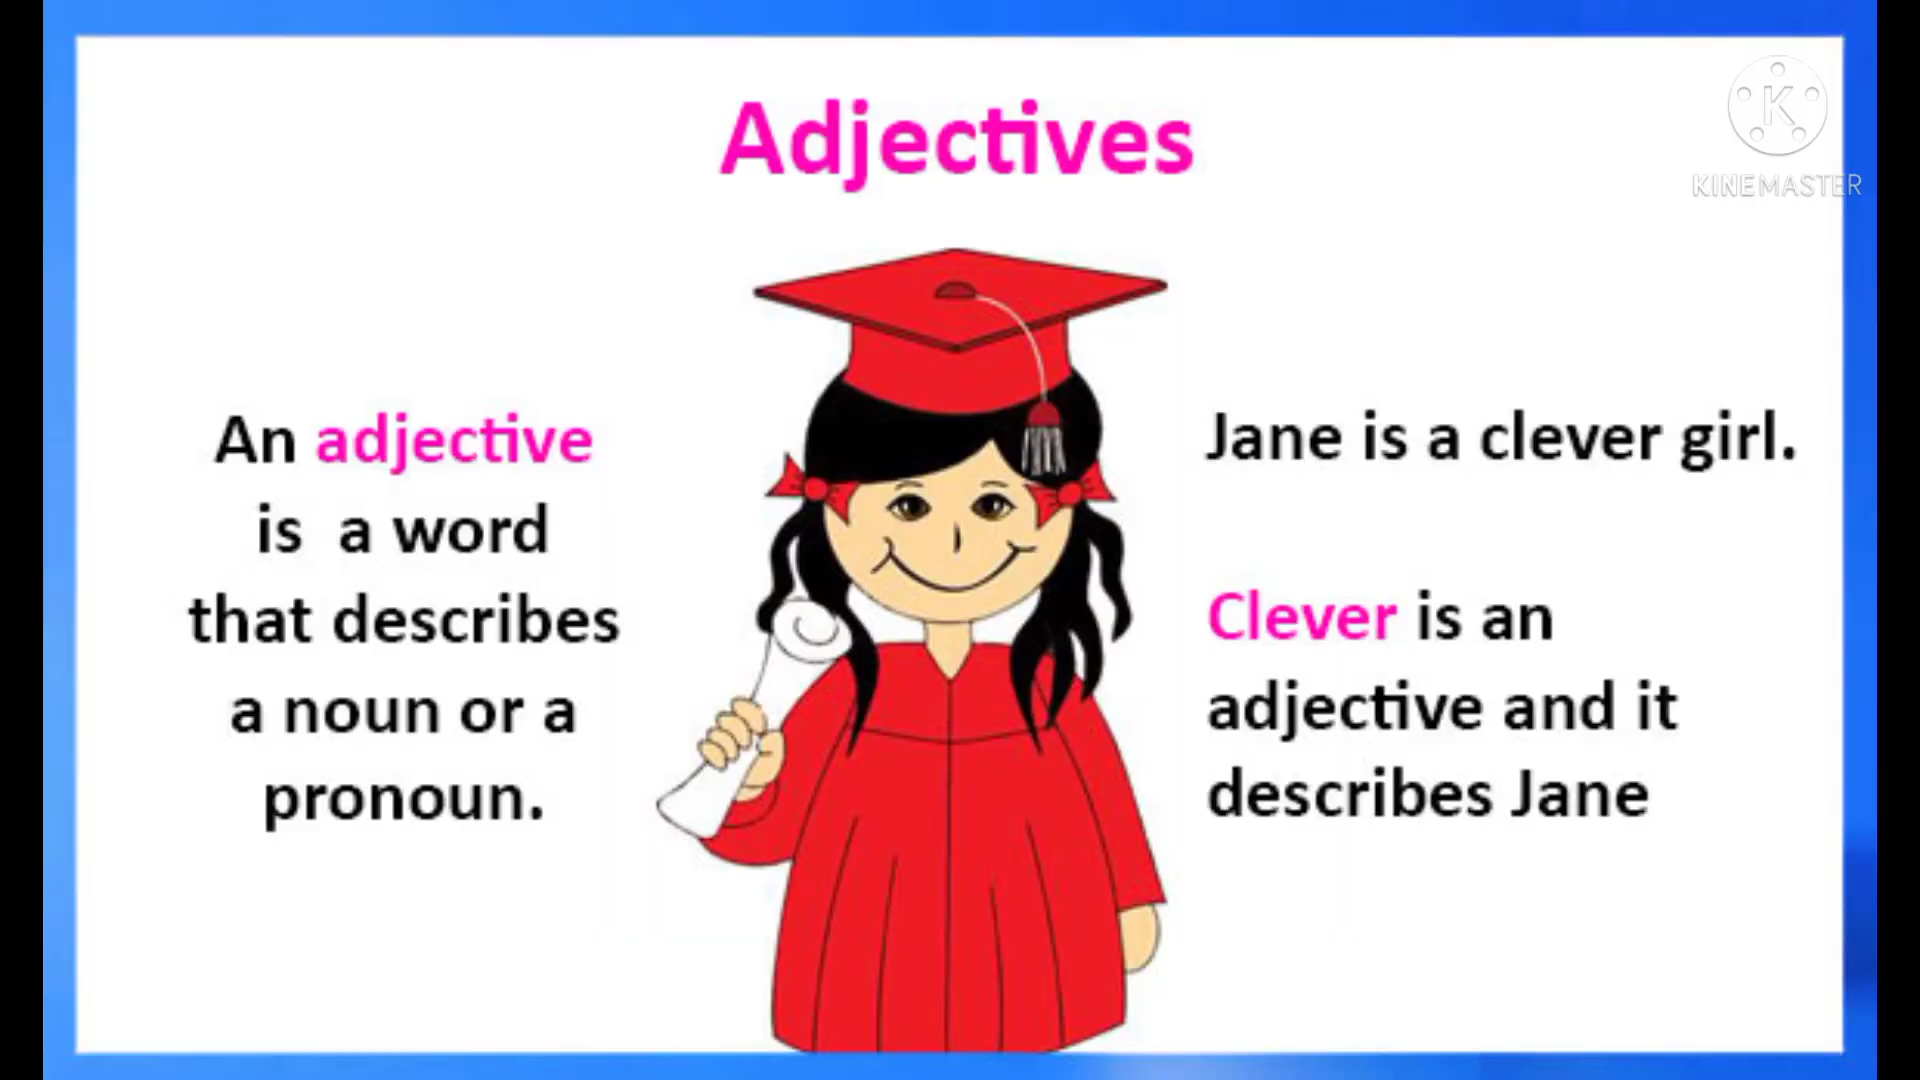 Adjectives
K
KINEMASTER
An adjective
is a word
that describes
a noun or a
pronoun.
Jane is a clever girl.
Clever is an
adjective and it
describes Jane